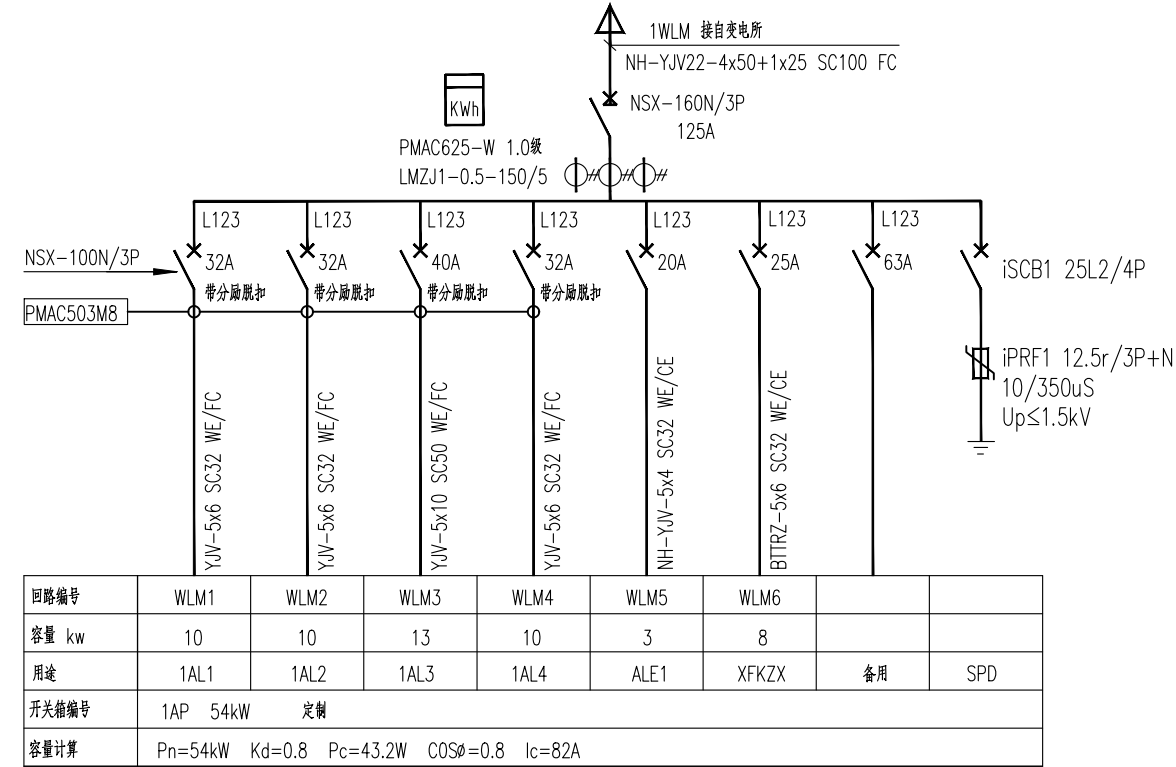 1WLM 接自变电所
NH-YJV22-4x50+1x25 SC100 FC
KWh
NSX-160N/3P
125A
PMAC625-W 1.0级
LMZJ1-0.5-150/5
L123 L123 L123 L123 L123 L123 L123
NSX-100N/3P
32A 32A 40A 32A 20A 25A 63A
iSCB1 25L2/4P
带分励脱扣 带分励脱扣 带分励脱扣 带分励脱扣
PMAC503M8
iPRF1 12.5r/3P+N
10/350uS
Up≤1.5kV
YJV-5x6 SC32 WE/FC
YJV-5x6 SC32 WE/FC
YJV-5x10 SC50 WE/FC
YJV-5x6 SC32 WE/FC
NH-YJV-5x4 SC32 WE/CE
BTTRZ-5x6 SC32 WE/CE
回路编号 WLM1 WLM2 WLM3 WLM4 WLM5 WLM6
容量 kw 10 10 13 10 3 8
用途 1AL1 1AL2 1AL3 1AL4 ALE1 XFKZX 备用 SPD
开关箱编号 1AP 54kW 定制
容量计算 Pn=54kW Kd=0.8 Pc=43.2W COSø=0.8 Ic=82A